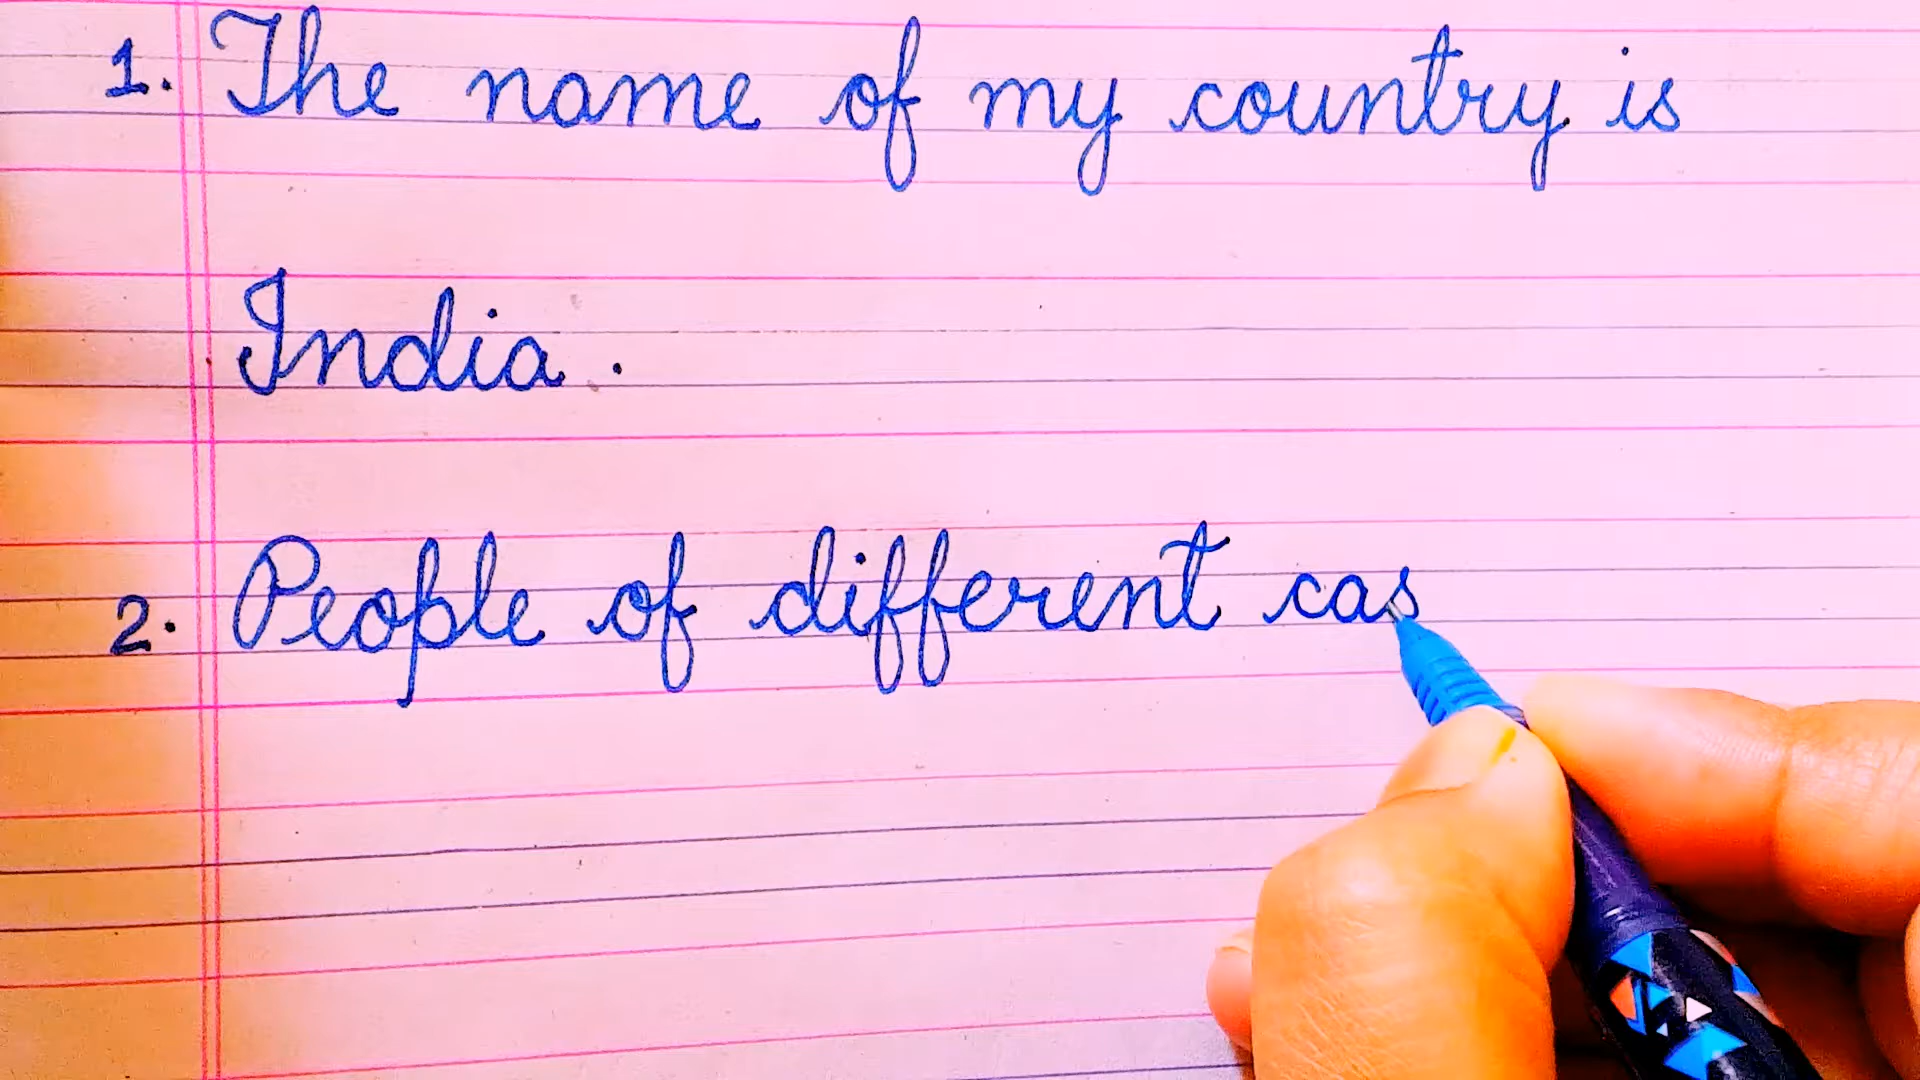 1. The name of my country is
India.
2. People of different cas